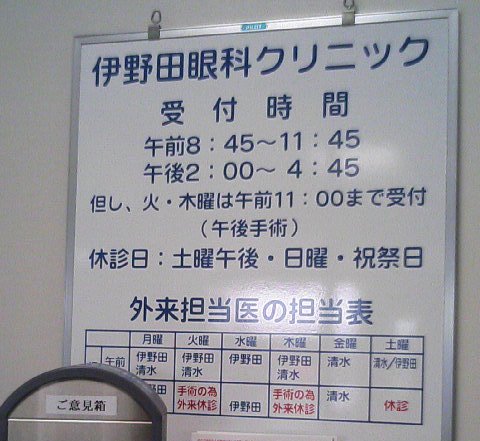 伊野田眼科クリニック
受付時間
午前8：45～11：45
午後2：00～4：45
但し、火・木曜は午前11：00まで受付
（午後手術）
休診日：土曜午後・日曜・祝祭日
外来担当医の担当表
月曜 火曜 水曜 木曜 金曜 土曜
午前 伊野田 清水 伊野田 清水 伊野田 伊野田 清水 清水 清水／伊野田
野田 手術の為 外来休診 伊野田 手術の為 外来休診 清水 休診
ご意見箱